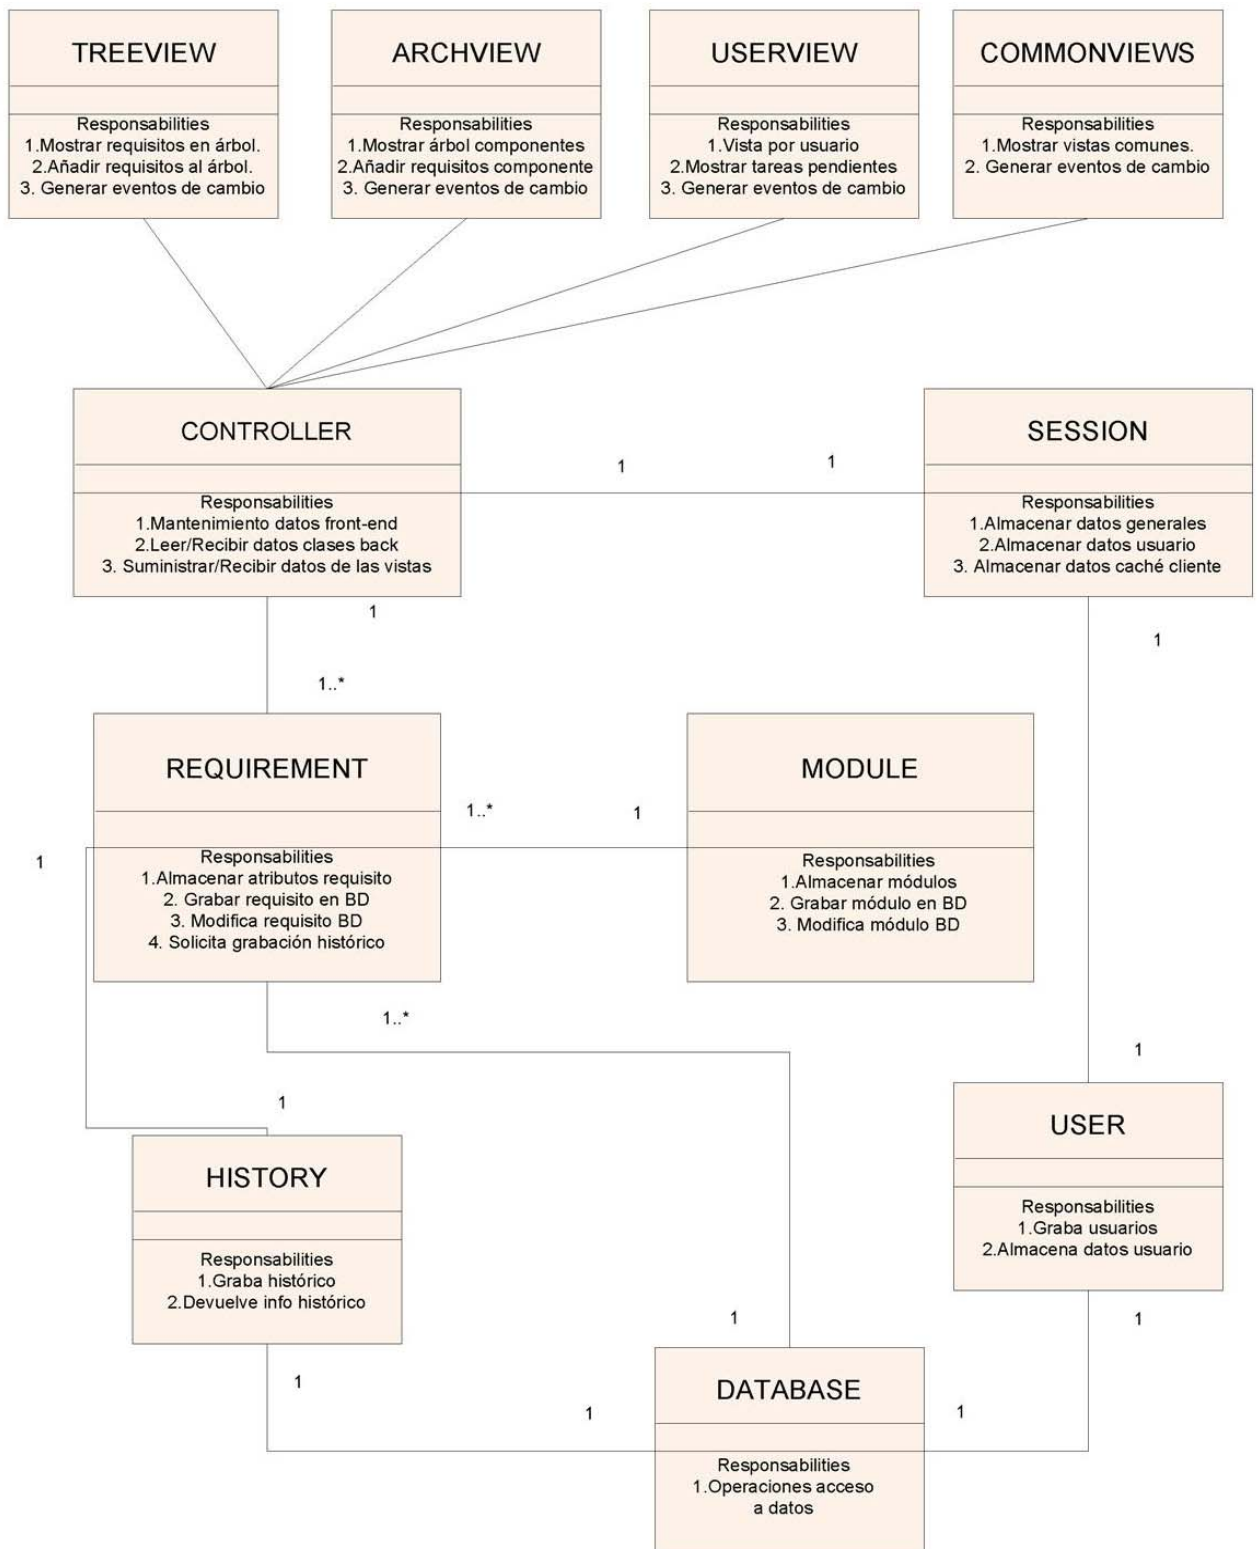 TREEVIEW
Responsabilities
1.Mostrar requisitos en árbol.
2.Añadir requisitos al árbol.
3. Generar eventos de cambio
ARCHVIEW
Responsabilities
1.Mostrar árbol componentes
2.Añadir requisitos componente
3. Generar eventos de cambio
USERVIEW
Responsabilities
1.Vista por usuario
2.Mostrar tareas pendientes
3. Generar eventos de cambio
COMMONVIEWS
Responsabilities
1.Mostrar vistas comunes.
2. Generar eventos de cambio
CONTROLLER
Responsabilities
1.Mantenimiento datos front-end
2.Leer/Recibir datos clases back
3. Suministrar/Recibir datos de las vistas
1
1
SESSION
Responsabilities
1.Almacenar datos generales
2.Almacenar datos usuario
3. Almacenar datos caché cliente
1
1
1..*
REQUIREMENT
Responsabilities
1.Almacenar atributos requisito
2. Grabar requisito en BD
3. Modifica requisito BD
4. Solicita grabación histórico
1..*
1
MODULE
Responsabilities
1.Almacenar módulos
2. Grabar módulo en BD
3. Modifica módulo BD
1
1..*
1
1
HISTORY
Responsabilities
1.Graba histórico
2.Devuelve info histórico
USER
Responsabilities
1.Graba usuarios
2.Almacena datos usuario
1
1
1
1
1
DATABASE
Responsabilities
1.Operaciones acceso
a datos